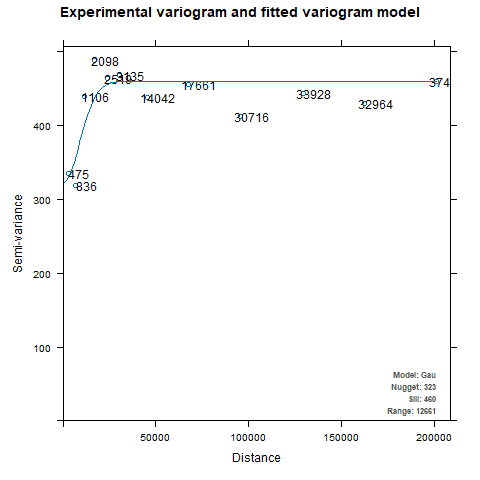 Experimental variogram and fitted variogram model
2098
2519
3135
17661
374
1106
14042
33928
32964
30716
475
836
400
300
200
100
Semi-variance
Model: Gau
Nugget: 323
Sill: 460
Range: 12661
50000 100000 150000 200000
Distance